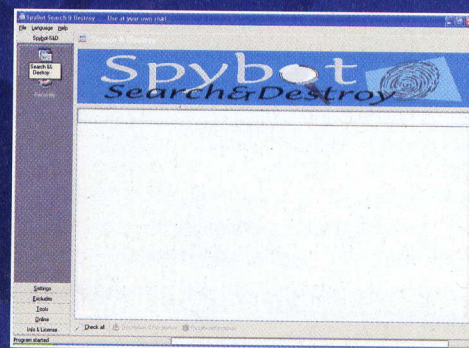 Spybot Search & Destroy Use at your own risk!
File Language Help
Spybot-S&D
Search &&
Destroy
Recovery
Spybot
Search&Destroy
Settings
Excludes
Tools
Online
Info & License
Check all
Program started